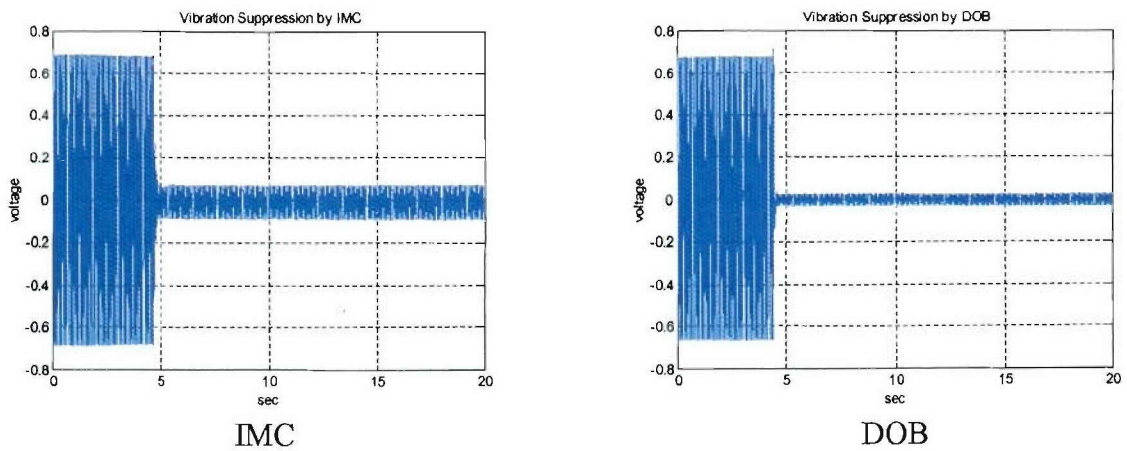 Vibration Suppression by IMC
0.8
0.6
0.4
0.2
0
-0.2
-0.4
-0.6
-0.8
voltage
0 5 10 15 20
sec
IMC
Vibration Suppression by DOB
0.8
0.6
0.4
0.2
0
-0.2
-0.4
-0.6
-0.8
voltage
0 5 10 15 20
sec
DOB